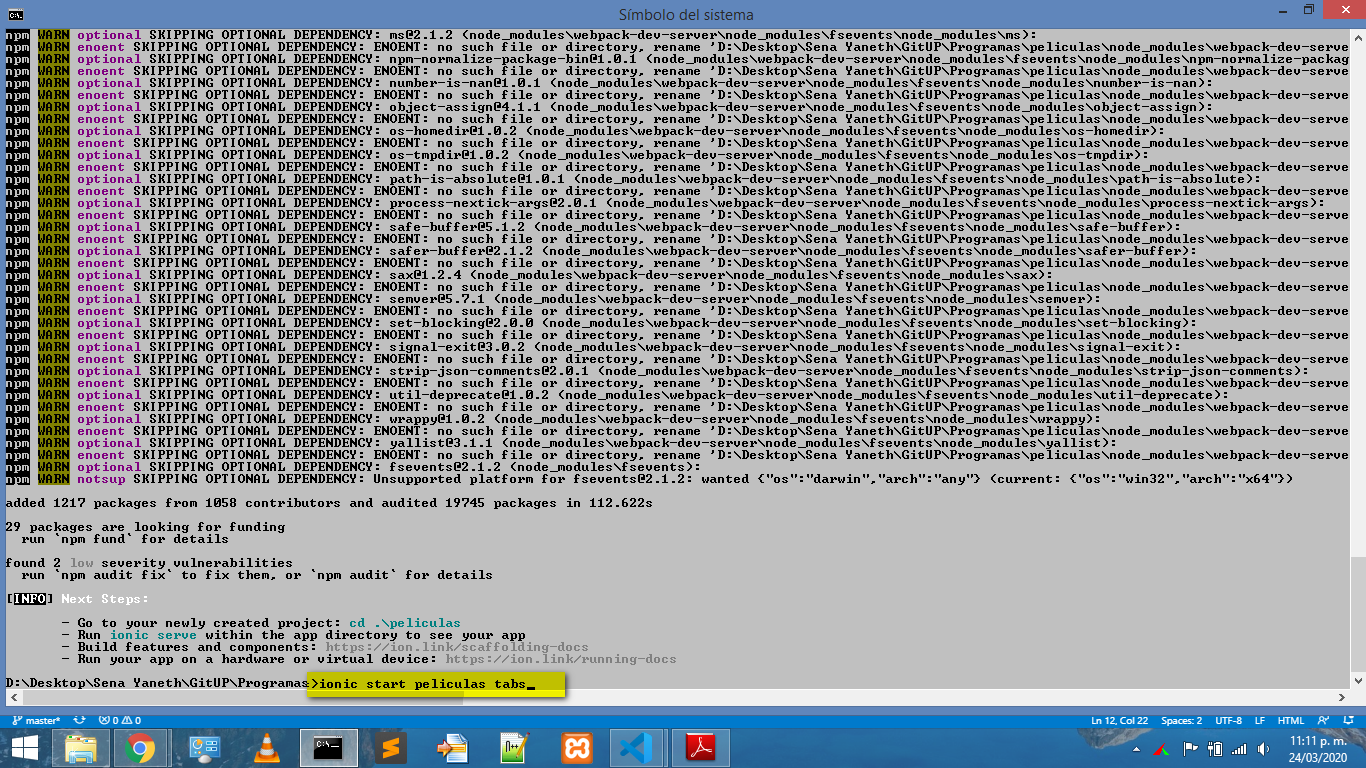 Símbolo del sistema
npm WARN optional SKIPPING OPTIONAL DEPENDENCY: ms@2.1.2 (node_modules\webpack-dev-server\node_modules\fsevents\node_modules\ms):
npm WARN enoent SKIPPING OPTIONAL DEPENDENCY: ENOENT: no such file or directory, rename 'D:\Desktop\Sena Yaneth\GitUP\Programas\peliculas\node_modules\webpack-dev-serve
npm WARN optional SKIPPING OPTIONAL DEPENDENCY: npm-normalize-package-bin@1.0.1 (node_modules\webpack-dev-server\node_modules\fsevents\node_modules\npm-normalize-packag
npm WARN enoent SKIPPING OPTIONAL DEPENDENCY: ENOENT: no such file or directory, rename 'D:\Desktop\Sena Yaneth\GitUP\Programas\peliculas\node_modules\webpack-dev-serve
npm WARN optional SKIPPING OPTIONAL DEPENDENCY: number-is-nan@1.0.1 (node_modules\webpack-dev-server\node_modules\fsevents\node_modules\number-is-nan):
npm WARN enoent SKIPPING OPTIONAL DEPENDENCY: ENOENT: no such file or directory, rename 'D:\Desktop\Sena Yaneth\GitUP\Programas\peliculas\node_modules\webpack-dev-serve
npm WARN optional SKIPPING OPTIONAL DEPENDENCY: object-assign@4.1.1 (node_modules\webpack-dev-server\node_modules\fsevents\node_modules\object-assign):
npm WARN enoent SKIPPING OPTIONAL DEPENDENCY: ENOENT: no such file or directory, rename 'D:\Desktop\Sena Yaneth\GitUP\Programas\peliculas\node_modules\webpack-dev-serve
npm WARN optional SKIPPING OPTIONAL DEPENDENCY: os-homedir@1.0.2 (node_modules\webpack-dev-server\node_modules\fsevents\node_modules\os-homedir):
npm WARN enoent SKIPPING OPTIONAL DEPENDENCY: ENOENT: no such file or directory, rename 'D:\Desktop\Sena Yaneth\GitUP\Programas\peliculas\node_modules\webpack-dev-serve
npm WARN optional SKIPPING OPTIONAL DEPENDENCY: os-tmpdir@1.0.2 (node_modules\webpack-dev-server\node_modules\fsevents\node_modules\os-tmpdir):
npm WARN enoent SKIPPING OPTIONAL DEPENDENCY: ENOENT: no such file or directory, rename 'D:\Desktop\Sena Yaneth\GitUP\Programas\peliculas\node_modules\webpack-dev-serve
npm WARN optional SKIPPING OPTIONAL DEPENDENCY: path-is-absolute@1.0.1 (node_modules\webpack-dev-server\node_modules\fsevents\node_modules\path-is-absolute):
npm WARN enoent SKIPPING OPTIONAL DEPENDENCY: ENOENT: no such file or directory, rename 'D:\Desktop\Sena Yaneth\GitUP\Programas\peliculas\node_modules\webpack-dev-serve
npm WARN optional SKIPPING OPTIONAL DEPENDENCY: process-nextick-args@2.0.1 (node_modules\webpack-dev-server\node_modules\fsevents\node_modules\process-nextick-args):
npm WARN enoent SKIPPING OPTIONAL DEPENDENCY: ENOENT: no such file or directory, rename 'D:\Desktop\Sena Yaneth\GitUP\Programas\peliculas\node_modules\webpack-dev-serve
npm WARN optional SKIPPING OPTIONAL DEPENDENCY: safe-buffer@5.1.2 (node_modules\webpack-dev-server\node_modules\fsevents\node_modules\safe-buffer):
npm WARN enoent SKIPPING OPTIONAL DEPENDENCY: ENOENT: no such file or directory, rename 'D:\Desktop\Sena Yaneth\GitUP\Programas\peliculas\node_modules\webpack-dev-serve
npm WARN optional SKIPPING OPTIONAL DEPENDENCY: safer-buffer@2.1.2 (node_modules\webpack-dev-server\node_modules\fsevents\node_modules\safer-buffer):
npm WARN enoent SKIPPING OPTIONAL DEPENDENCY: ENOENT: no such file or directory, rename 'D:\Desktop\Sena Yaneth\GitUP\Programas\peliculas\node_modules\webpack-dev-serve
npm WARN optional SKIPPING OPTIONAL DEPENDENCY: sax@1.2.4 (node_modules\webpack-dev-server\node_modules\fsevents\node_modules\sax):
npm WARN enoent SKIPPING OPTIONAL DEPENDENCY: ENOENT: no such file or directory, rename 'D:\Desktop\Sena Yaneth\GitUP\Programas\peliculas\node_modules\webpack-dev-serve
npm WARN optional SKIPPING OPTIONAL DEPENDENCY: semver@5.7.1 (node_modules\webpack-dev-server\node_modules\fsevents\node_modules\semver):
npm WARN enoent SKIPPING OPTIONAL DEPENDENCY: ENOENT: no such file or directory, rename 'D:\Desktop\Sena Yaneth\GitUP\Programas\peliculas\node_modules\webpack-dev-serve
npm WARN optional SKIPPING OPTIONAL DEPENDENCY: set-blocking@2.0.0 (node_modules\webpack-dev-server\node_modules\fsevents\node_modules\set-blocking):
npm WARN enoent SKIPPING OPTIONAL DEPENDENCY: ENOENT: no such file or directory, rename 'D:\Desktop\Sena Yaneth\GitUP\Programas\peliculas\node_modules\webpack-dev-serve
npm WARN optional SKIPPING OPTIONAL DEPENDENCY: signal-exit@3.0.2 (node_modules\webpack-dev-server\node_modules\fsevents\node_modules\signal-exit):
npm WARN enoent SKIPPING OPTIONAL DEPENDENCY: ENOENT: no such file or directory, rename 'D:\Desktop\Sena Yaneth\GitUP\Programas\peliculas\node_modules\webpack-dev-serve
npm WARN optional SKIPPING OPTIONAL DEPENDENCY: strip-json-comments@2.0.1 (node_modules\webpack-dev-server\node_modules\fsevents\node_modules\strip-json-comments):
npm WARN enoent SKIPPING OPTIONAL DEPENDENCY: ENOENT: no such file or directory, rename 'D:\Desktop\Sena Yaneth\GitUP\Programas\peliculas\node_modules\webpack-dev-serve
npm WARN optional SKIPPING OPTIONAL DEPENDENCY: util-deprecate@1.0.2 (node_modules\webpack-dev-server\node_modules\fsevents\node_modules\util-deprecate):
npm WARN enoent SKIPPING OPTIONAL DEPENDENCY: ENOENT: no such file or directory, rename 'D:\Desktop\Sena Yaneth\GitUP\Programas\peliculas\node_modules\webpack-dev-serve
npm WARN optional SKIPPING OPTIONAL DEPENDENCY: wrappy@1.0.2 (node_modules\webpack-dev-server\node_modules\fsevents\node_modules\wrappy):
npm WARN enoent SKIPPING OPTIONAL DEPENDENCY: ENOENT: no such file or directory, rename 'D:\Desktop\Sena Yaneth\GitUP\Programas\peliculas\node_modules\webpack-dev-serve
npm WARN optional SKIPPING OPTIONAL DEPENDENCY: yallist@3.1.1 (node_modules\webpack-dev-server\node_modules\fsevents\node_modules\yallist):
npm WARN enoent SKIPPING OPTIONAL DEPENDENCY: ENOENT: no such file or directory, rename 'D:\Desktop\Sena Yaneth\GitUP\Programas\peliculas\node_modules\webpack-dev-serve
npm WARN optional SKIPPING OPTIONAL DEPENDENCY: fsevents@2.1.2 (node_modules\fsevents):
npm WARN notsup SKIPPING OPTIONAL DEPENDENCY: Unsupported platform for fsevents@2.1.2: wanted {"os":"darwin","arch":"any"} (current: {"os":"win32","arch":"x64"})
added 1217 packages from 1058 contributors and audited 19745 packages in 112.622s
29 packages are looking for funding
run `npm fund` for details
found 2 low severity vulnerabilities
run `npm audit fix` to fix them, or `npm audit` for details
[INFO] Next Steps:
- Go to your newly created project: cd .\peliculas
- Run ionic serve within the app directory to see your app
- Build features and components: https://ion.link/scaffolding-docs
- Run your app on a hardware or virtual device: https://ion.link/running-docs
D:\Desktop\Sena Yaneth\GitUP\Programas>ionic start peliculas tabs_
master* 0 0 Ln 12, Col 22 Spaces: 2 UTF-8 LF HTML
11:11 p. m.
24/03/2020